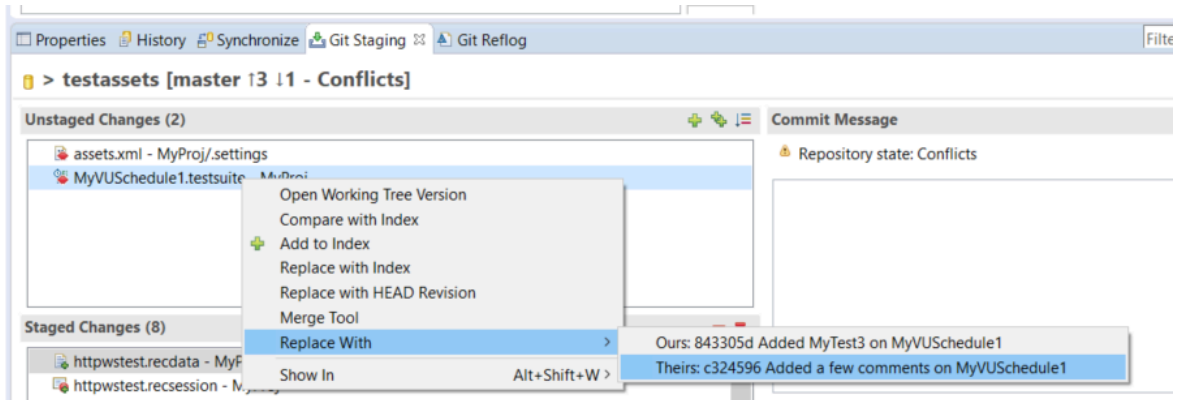 Properties History Synchronize Git Staging Git Reflog
Filte
> testassets [master ↑3 ↓1 - Conflicts]
Unstaged Changes (2)
Commit Message
assets.xml - MyProj/.settings
Repository state: Conflicts
MyVUSchedule1.testsuite - MyProj
Open Working Tree Version
Compare with Index
Add to Index
Replace with Index
Replace with HEAD Revision
Merge Tool
Staged Changes (8)
Replace With >
Ours: 843305d Added MyTest3 on MyVUSchedule1
Theirs: c324596 Added a few comments on MyVUSchedule1
httpwstest.recdata - MyP
Show In Alt+Shift+W >
httpwstest.recsession -